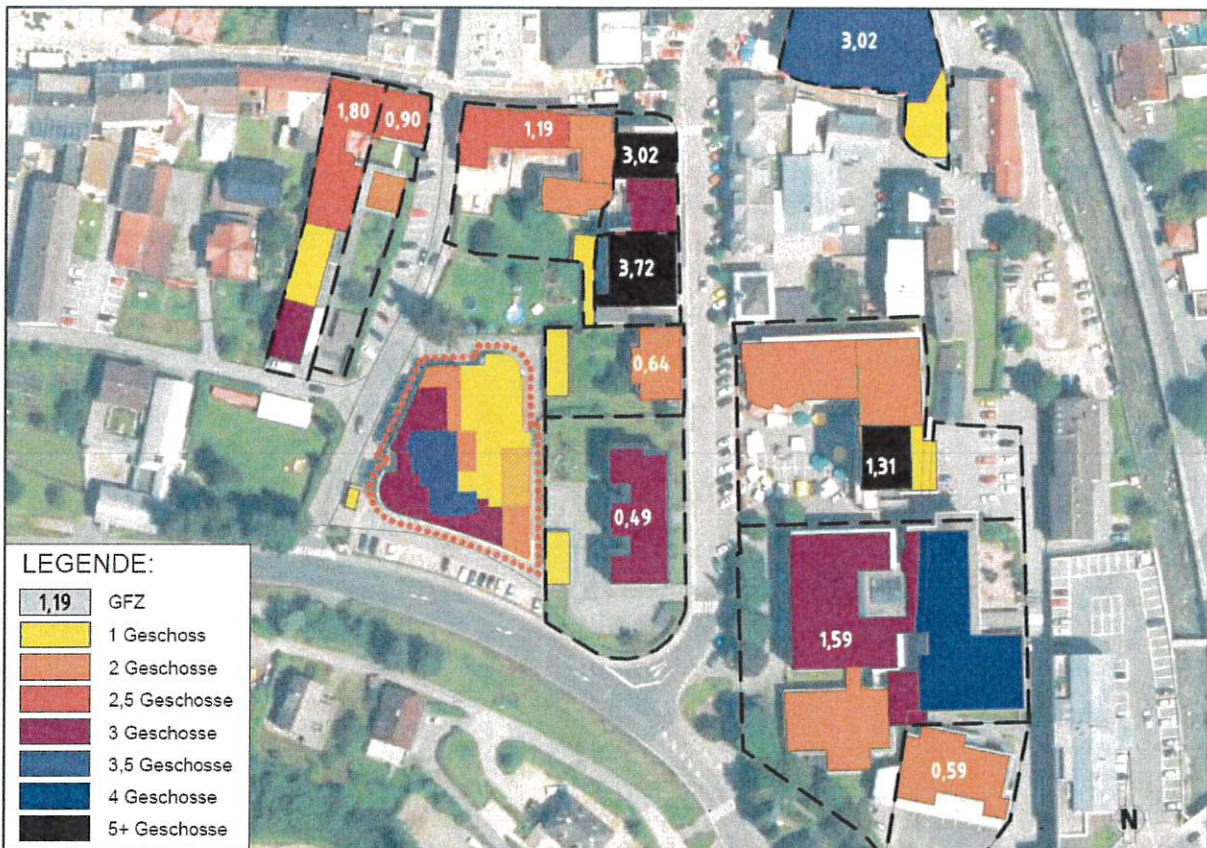 3,02
1,80
0,90
1,19
3,02
3,72
0,64
1,31
0,49
1,59
0,59
N
LEGENDE:
1,19 GFZ
1 Geschoss
2 Geschosse
2,5 Geschosse
3 Geschosse
3,5 Geschosse
4 Geschosse
5+ Geschosse